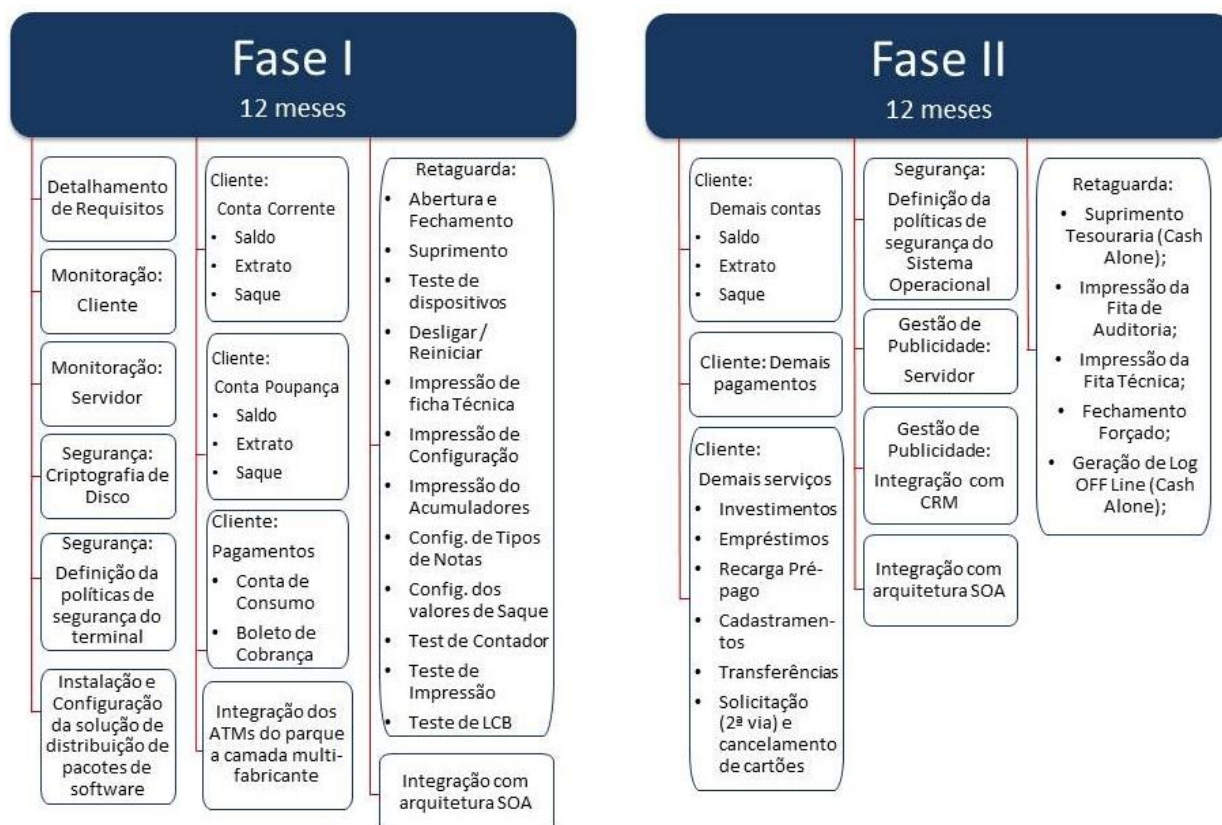 Fase I
12 meses
Detalhamento
de Requisitos
Monitoração:
Cliente
Monitoração:
Servidor
Segurança:
Criptografia de
Disco
Segurança:
Definição da
políticas de
segurança do
terminal
Instalação e
Configuração
da solução de
distribuição de
pacotes de
software
Cliente:
Conta Corrente
• Saldo
• Extrato
• Saque
Cliente:
Conta Poupança
• Saldo
• Extrato
• Saque
Cliente:
Pagamentos
• Conta de
Consumo
• Boleto de
Cobrança
Integração dos
ATMs do parque
a camada multi-
fabricante
Retaguarda:
• Abertura e
Fechamento
• Suprimento
• Teste de
dispositivos
• Desligar /
Reiniciar
• Impressão de
ficha Técnica
• Impressão de
Configuração
• Impressão do
Acumuladores
• Config. de Tipos
de Notas
• Config. dos
valores de Saque
• Test de Contador
• Teste de
Impressão
• Teste de LCB
Integração com
arquitetura SOA
Fase II
12 meses
Cliente:
Demais contas
• Saldo
• Extrato
• Saque
Cliente: Demais
pagamentos
Cliente:
Demais serviços
• Investimentos
• Empréstimos
• Recarga Pré-
pago
• Cadastramen-
tos
• Transferências
• Solicitação
(2ª via) e
cancelamento
de cartões
Segurança:
Definição da
políticas de
segurança do
Sistema
Operacional
Gestão de
Publicidade:
Servidor
Gestão de
Publicidade:
Integração com
CRM
Integração com
arquitetura SOA
Retaguarda:
• Suprimento
Tesouraria (Cash
Alone);
• Impressão da
Fita de
Auditoria;
• Impressão da
Fita Técnica;
• Fechamento
Forçado;
• Geração de Log
OFF Line (Cash
Alone);